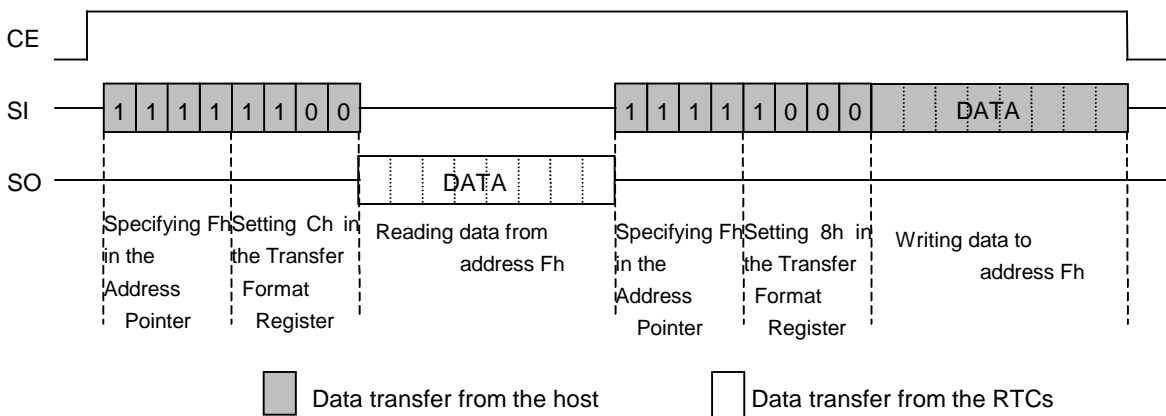 CE
SI 1 1 1 1 1 1 0 0 1 1 1 1 1 0 0 0 DATA
SO DATA
Specifying Fh
in the
Address
Pointer
Setting Ch in
the Transfer
Format
Register
Reading data from
address Fh
Specifying Fh
in the
Address
Pointer
Setting 8h in
the Transfer
Format
Register
Writing data to
address Fh
Data transfer from the host
Data transfer from the RTCs